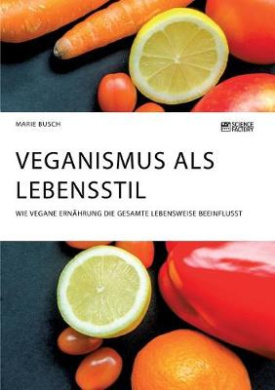 MARIE BUSCH
SCIENCE
FACTORY
VEGANISMUS ALS
LEBENSSTIL
WIE VEGANE ERNÄHRUNG DIE GESAMTE LEBENSWEISE BEEINFLUSST